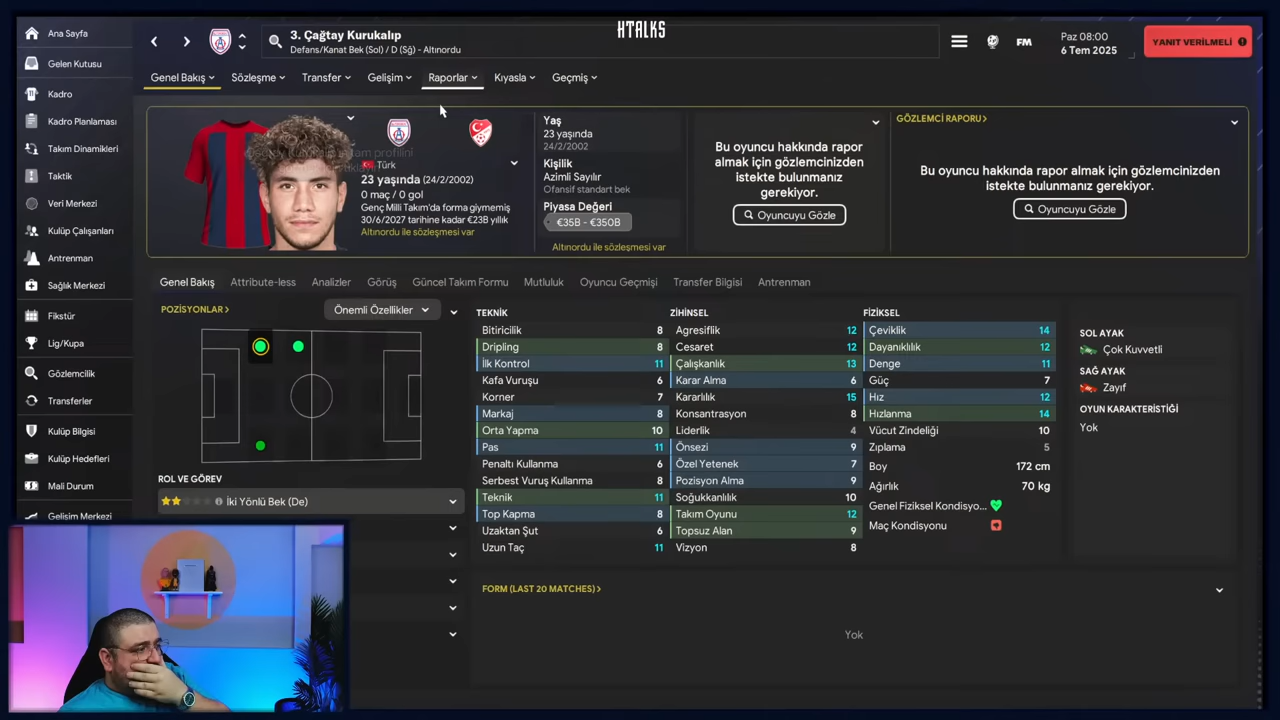 HTALKS
Ana Sayfa
Gelen Kutusu
Kadro
Kadro Planlaması
Takım Dinamikleri
Taktik
Veri Merkezi
Kulüp Çalışanları
Antrenman
Sağlık Merkezi
Fikstür
Lig/Kupa
Gözlemcilik
Transferler
Kulüp Bilgisi
Kulüp Hedefleri
Mali Durum
Gelişim Merkezi
3. Çağtay Kurukalıp
Defans/Kanat Bek (Sol) / D (Sğ) - Altınordu
FM
Paz 08:00
6 Tem 2025
YANIT VERİLMELİ
Genel Bakış
Sözleşme
Transfer
Gelişim
Raporlar
Kıyasla
Geçmiş
Türk
23 yaşında (24/2/2002)
0 maç / 0 gol
Genç Milli Takım'da forma giymemiş
30/6/2027 tarihine kadar €23B yıllık
Altınordu ile sözleşmesi var
Yaş
23 yaşında
24/2/2002
Kişilik
Azimli Sayılır
Ofansif standart bek
Piyasa Değeri
€35B - €350B
Altınordu ile sözleşmesi var
Bu oyuncu hakkında rapor
almak için gözlemcinizden
istekte bulunmanız
gerekiyor.
Oyuncuyu Gözle
GÖZLEMCİ RAPORU >
Bu oyuncu hakkında rapor almak için gözlemcinizden
istekte bulunmanız gerekiyor.
Oyuncuyu Gözle
Genel Bakış
Attribute-less
Analizler
Görüş
Güncel Takım Formu
Mutluluk
Oyuncu Geçmişi
Transfer Bilgisi
Antrenman
POZİSYONLAR >
Önemli Özellikler
ROL VE GÖREV
İki Yönlü Bek (De)
TEKNİK
Bitiricilik 8
Dripling 8
İlk Kontrol 11
Kafa Vuruşu 6
Korner 7
Markaj 8
Orta Yapma 10
Pas 11
Penaltı Kullanma 6
Serbest Vuruş Kullanma 8
Teknik 11
Top Kapma 8
Uzaktan Şut 6
Uzun Taç 11
ZİHİNSEL
Agresiflik 12
Cesaret 12
Çalışkanlık 13
Karar Alma 6
Kararlılık 15
Konsantrasyon 8
Liderlik 4
Önsezi 9
Özel Yetenek 7
Pozisyon Alma 9
Soğukkanlılık 10
Takım Oyunu 12
Topsuz Alan 9
Vizyon 8
FİZİKSEL
Çeviklik 14
Dayanıklılık 12
Denge 11
Güç 7
Hız 12
Hızlanma 14
Vücut Zindeliği 10
Zıplama 5
Boy 172 cm
Ağırlık 70 kg
Genel Fiziksel Kondisyo...
Maç Kondisyonu
SOL AYAK
Çok Kuvvetli
SAĞ AYAK
Zayıf
OYUN KARAKTERİSTİĞİ
Yok
FORM (LAST 20 MATCHES) >
Yok